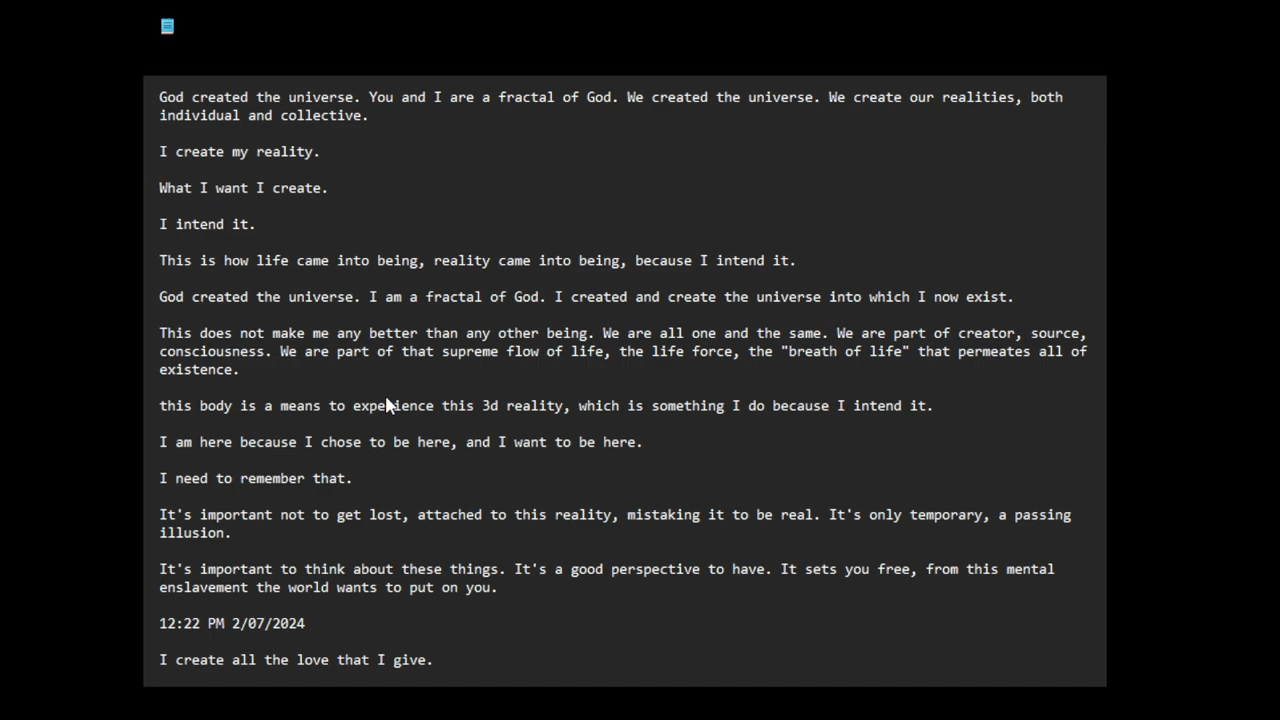 God created the universe. You and I are a fractal of God. We created the universe. We create our realities, both
individual and collective.
I create my reality.
What I want I create.
I intend it.
This is how life came into being, reality came into being, because I intend it.
God created the universe. I am a fractal of God. I created and create the universe into which I now exist.
This does not make me any better than any other being. We are all one and the same. We are part of creator, source,
consciousness. We are part of that supreme flow of life, the life force, the "breath of life" that permeates all of
existence.
this body is a means to experience this 3d reality, which is something I do because I intend it.
I am here because I chose to be here, and I want to be here.
I need to remember that.
It's important not to get lost, attached to this reality, mistaking it to be real. It's only temporary, a passing
illusion.
It's important to think about these things. It's a good perspective to have. It sets you free, from this mental
enslavement the world wants to put on you.
12:22 PM 2/07/2024
I create all the love that I give.